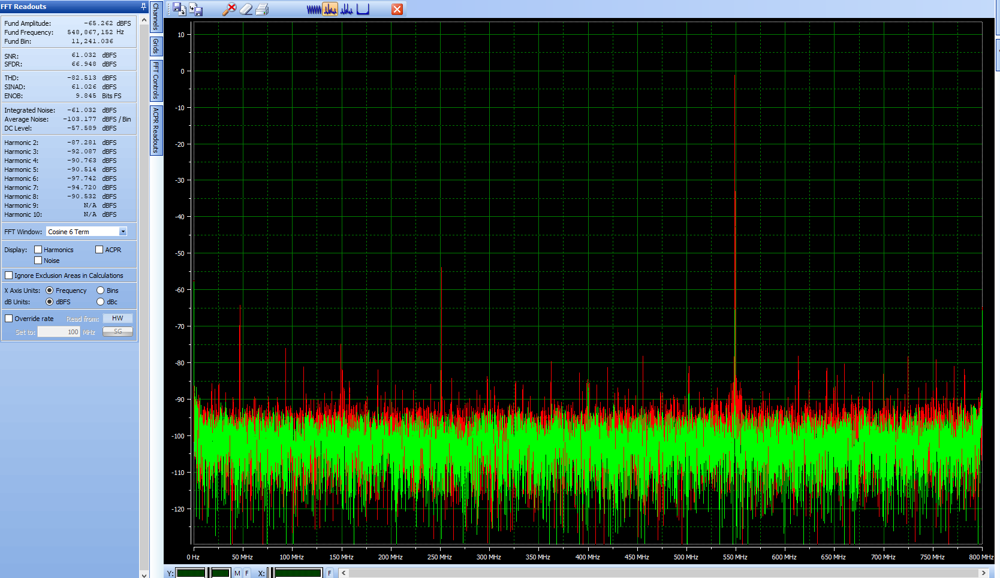 FFT Readouts
Fund Amplitude: -65.262 dBFS
Fund Frequency: 548,867,152 Hz
Fund Bin: 11,241.036
SNR: 61.032 dBFS
SFDR: 66.948 dBFS
THD: -82.513 dBFS
SINAD: 61.026 dBFS
ENOB: 9.845 Bits FS
Integrated Noise: -61.032 dBFS
Average Noise: -103.177 dBFS / Bin
DC Level: -57.589 dBFS
Harmonic 2: -87.281 dBFS
Harmonic 3: -92.087 dBFS
Harmonic 4: -90.763 dBFS
Harmonic 5: -90.514 dBFS
Harmonic 6: -97.742 dBFS
Harmonic 7: -94.720 dBFS
Harmonic 8: -90.532 dBFS
Harmonic 9: N/A dBFS
Harmonic 10: N/A dBFS
FFT Window: Cosine 6 Term
Display: Harmonics ACPR
Noise
Ignore Exclusion Areas in Calculations
X Axis Units: Frequency Bins
dB Units: dBFS dBc
Override rate Read from: HW
Set to: 100 MHz SG
Channels
Grids
FFT Controls
ACPR Readouts
10
0
-10
-20
-30
-40
-50
-60
-70
-80
-90
-100
-110
-120
0 Hz 50 MHz 100 MHz 150 MHz 200 MHz 250 MHz 300 MHz 350 MHz 400 MHz 450 MHz 500 MHz 550 MHz 600 MHz 650 MHz 700 MHz 750 MHz 800 MHz
Y: M F X: F